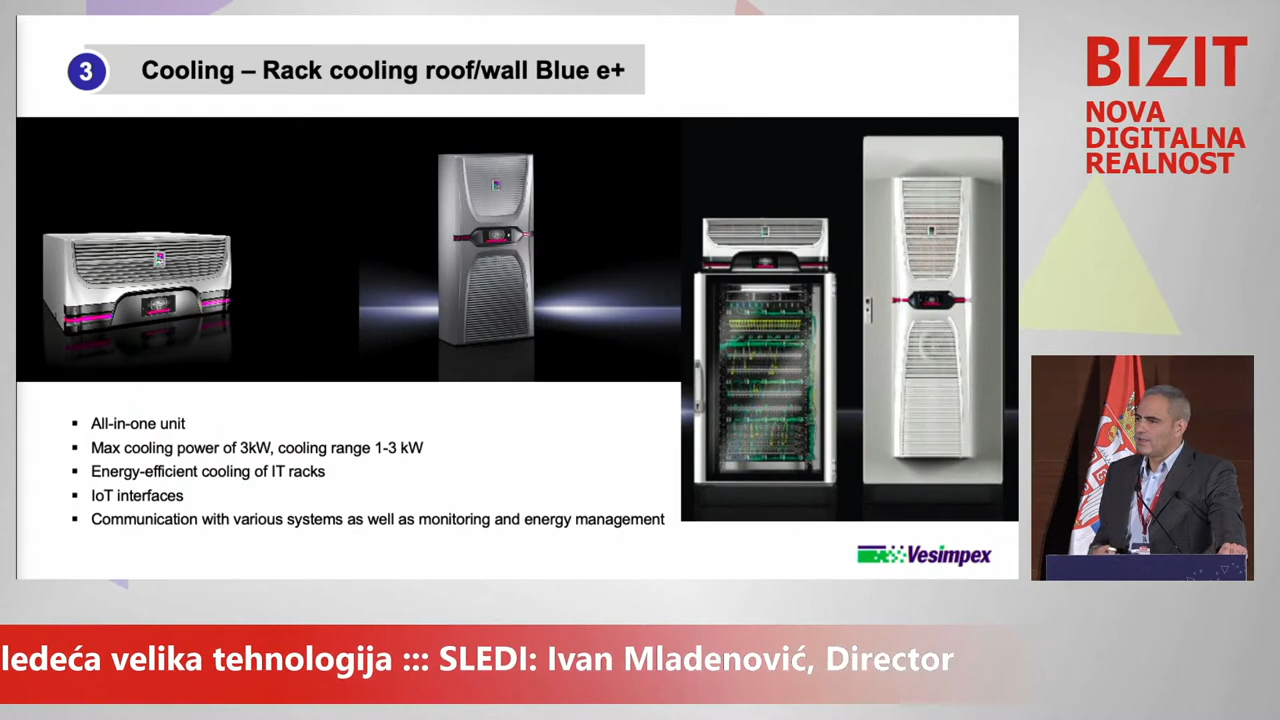 3
Cooling – Rack cooling roof/wall Blue e+
▪ All-in-one unit
▪ Max cooling power of 3kW, cooling range 1-3 kW
▪ Energy-efficient cooling of IT racks
▪ IoT interfaces
▪ Communication with various systems as well as monitoring and energy management
Vesimpex
BIZIT
NOVA
DIGITALNA
REALNOST
ledeća velika tehnologija ::: SLEDI: Ivan Mladenović, Director